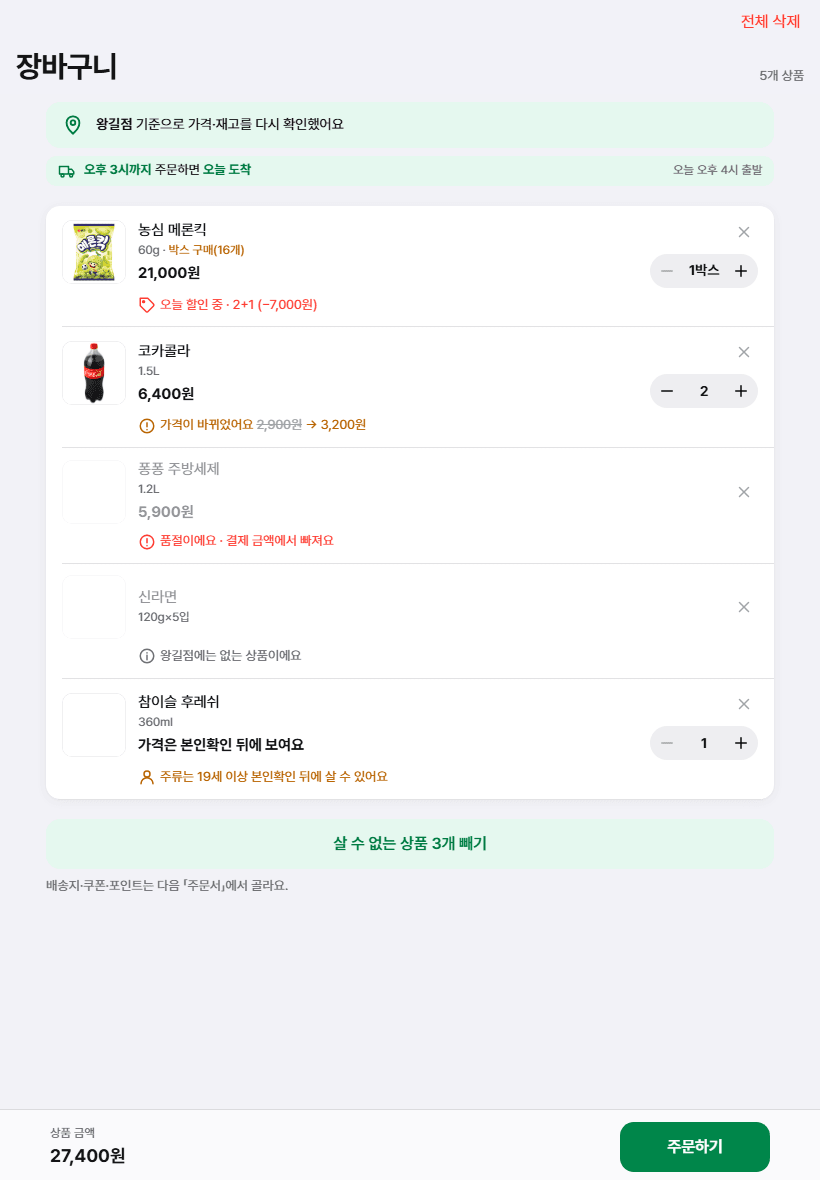 전체 삭제
장바구니
5개 상품
왕길점 기준으로 가격·재고를 다시 확인했어요
오후 3시까지 주문하면 오늘 도착
오늘 오후 4시 출발
농심 메론킥
60g · 박스 구매(16개)
21,000원
1박스
오늘 할인 중 · 2+1 (−7,000원)
코카콜라
1.5L
6,400원
2
가격이 바뀌었어요 2,900원 → 3,200원
퐁퐁 주방세제
1.2L
5,900원
품절이에요 · 결제 금액에서 빠져요
신라면
120g×5입
왕길점에는 없는 상품이에요
참이슬 후레쉬
360ml
가격은 본인확인 뒤에 보여요
1
주류는 19세 이상 본인확인 뒤에 살 수 있어요
살 수 없는 상품 3개 빼기
배송지·쿠폰·포인트는 다음 「주문서」에서 골라요.
상품 금액
27,400원
주문하기